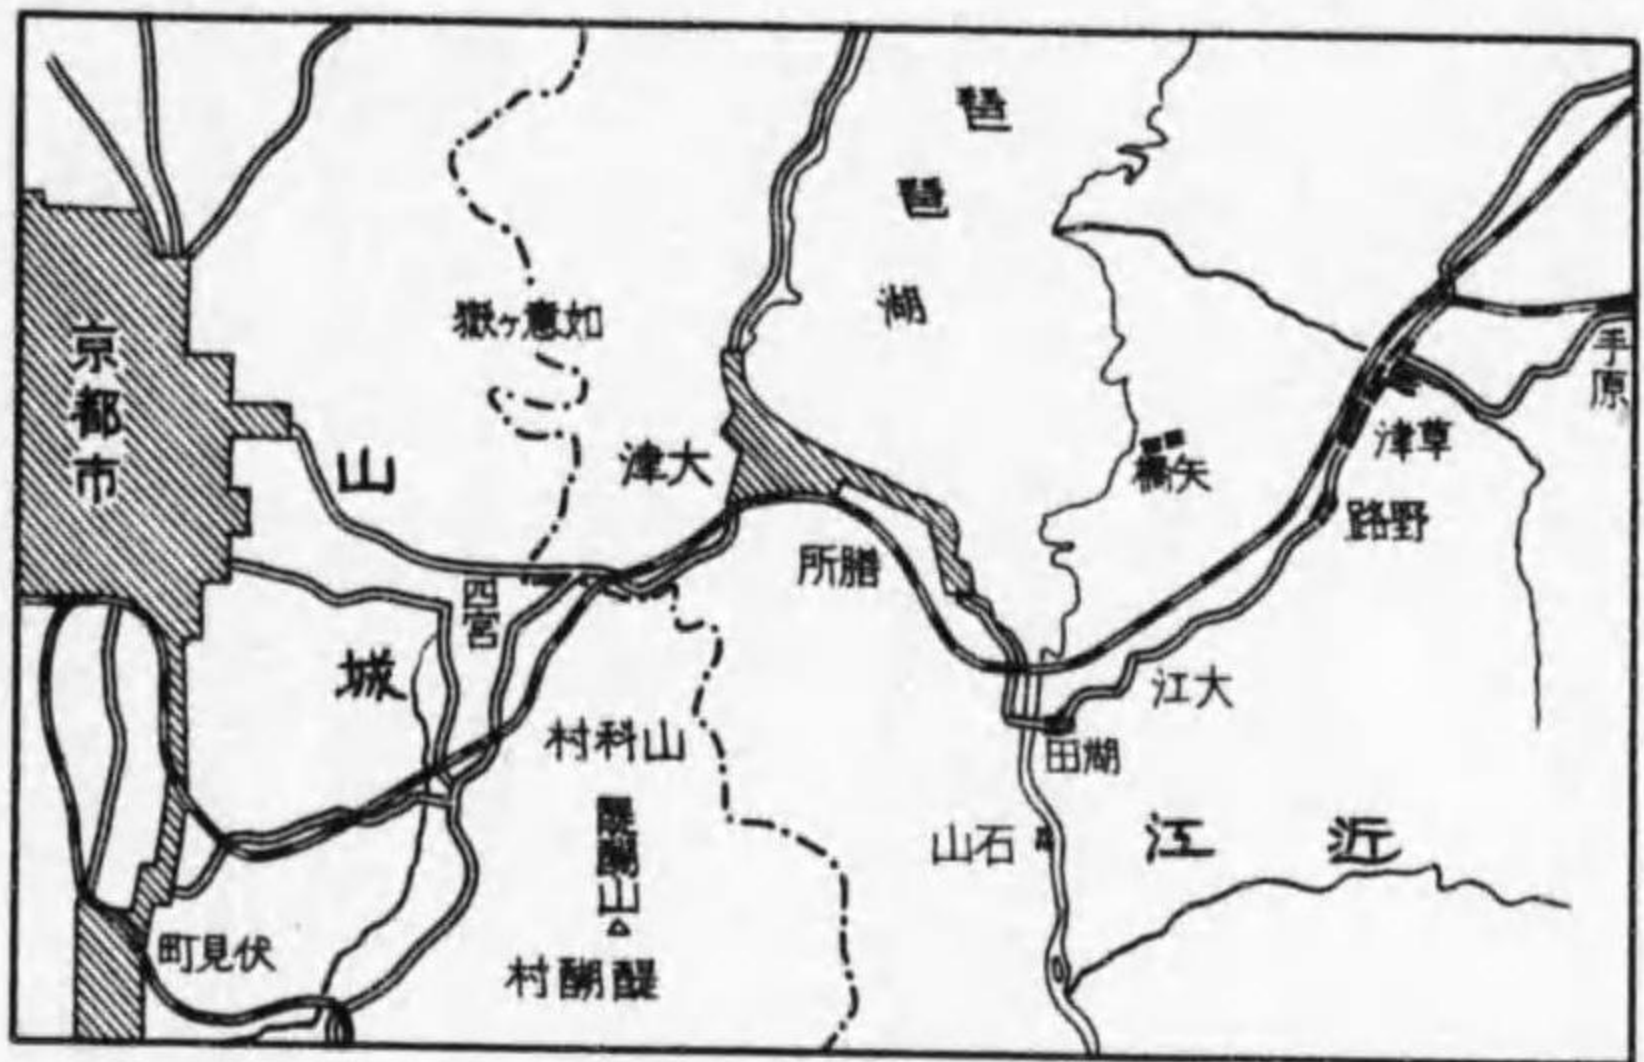 琵琶湖
如意ヶ嶽
京都市
手原
草津
大津
矢橋
野路
山城
膳所
四宮
大江
山科村
湖田
醍醐山
石山
近江
伏見町
醍醐村